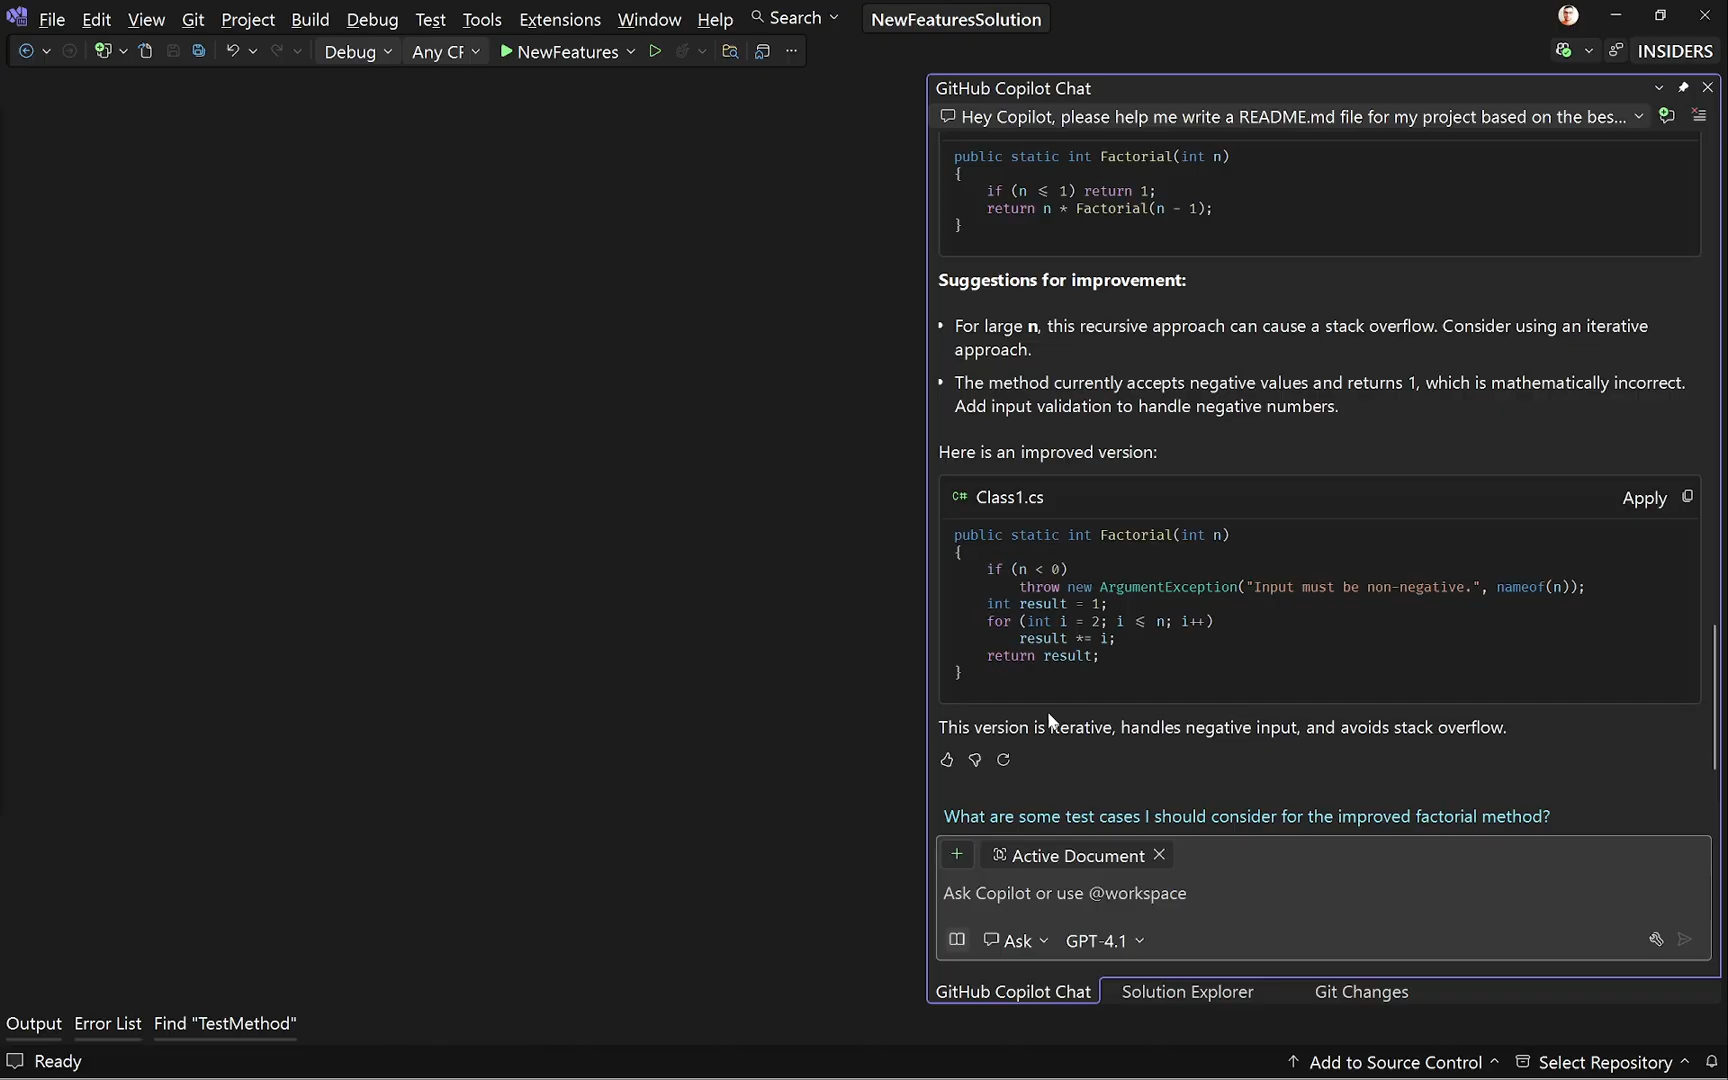 File Edit View Git Project Build Debug Test Tools Extensions Window Help Search NewFeaturesSolution
Debug Any CF NewFeatures INSIDERS
GitHub Copilot Chat
Hey Copilot, please help me write a README.md file for my project based on the bes...
public static int Factorial(int n)
{
if (n <= 1) return 1;
return n * Factorial(n - 1);
}
Suggestions for improvement:
• For large n, this recursive approach can cause a stack overflow. Consider using an iterative
approach.
• The method currently accepts negative values and returns 1, which is mathematically incorrect.
Add input validation to handle negative numbers.
Here is an improved version:
C# Class1.cs Apply
public static int Factorial(int n)
{
if (n < 0)
throw new ArgumentException("Input must be non-negative.", nameof(n));
int result = 1;
for (int i = 2; i <= n; i++)
result *= i;
return result;
}
This version is iterative, handles negative input, and avoids stack overflow.
What are some test cases I should consider for the improved factorial method?
+ Active Document
Ask Copilot or use @workspace
Ask GPT-4.1
GitHub Copilot Chat Solution Explorer Git Changes
Output Error List Find "TestMethod"
Ready Add to Source Control Select Repository